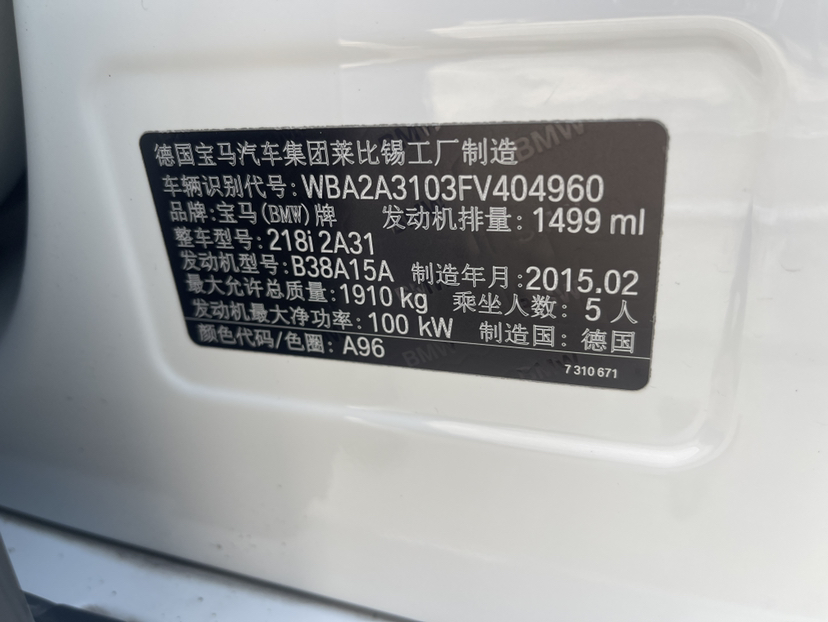 德国宝马汽车集团莱比锡工厂制造
车辆识别代号:WBA2A3103FV404960
品牌:宝马(BMW)牌 发动机排量:1499 ml
整车型号:218i 2A31
发动机型号:B38A15A 制造年月:2015.02
最大允许总质量:1910 kg 乘坐人数:5人
发动机最大净功率:100 kW 制造国:德国
颜色代码/色圈:A96
7 310 671